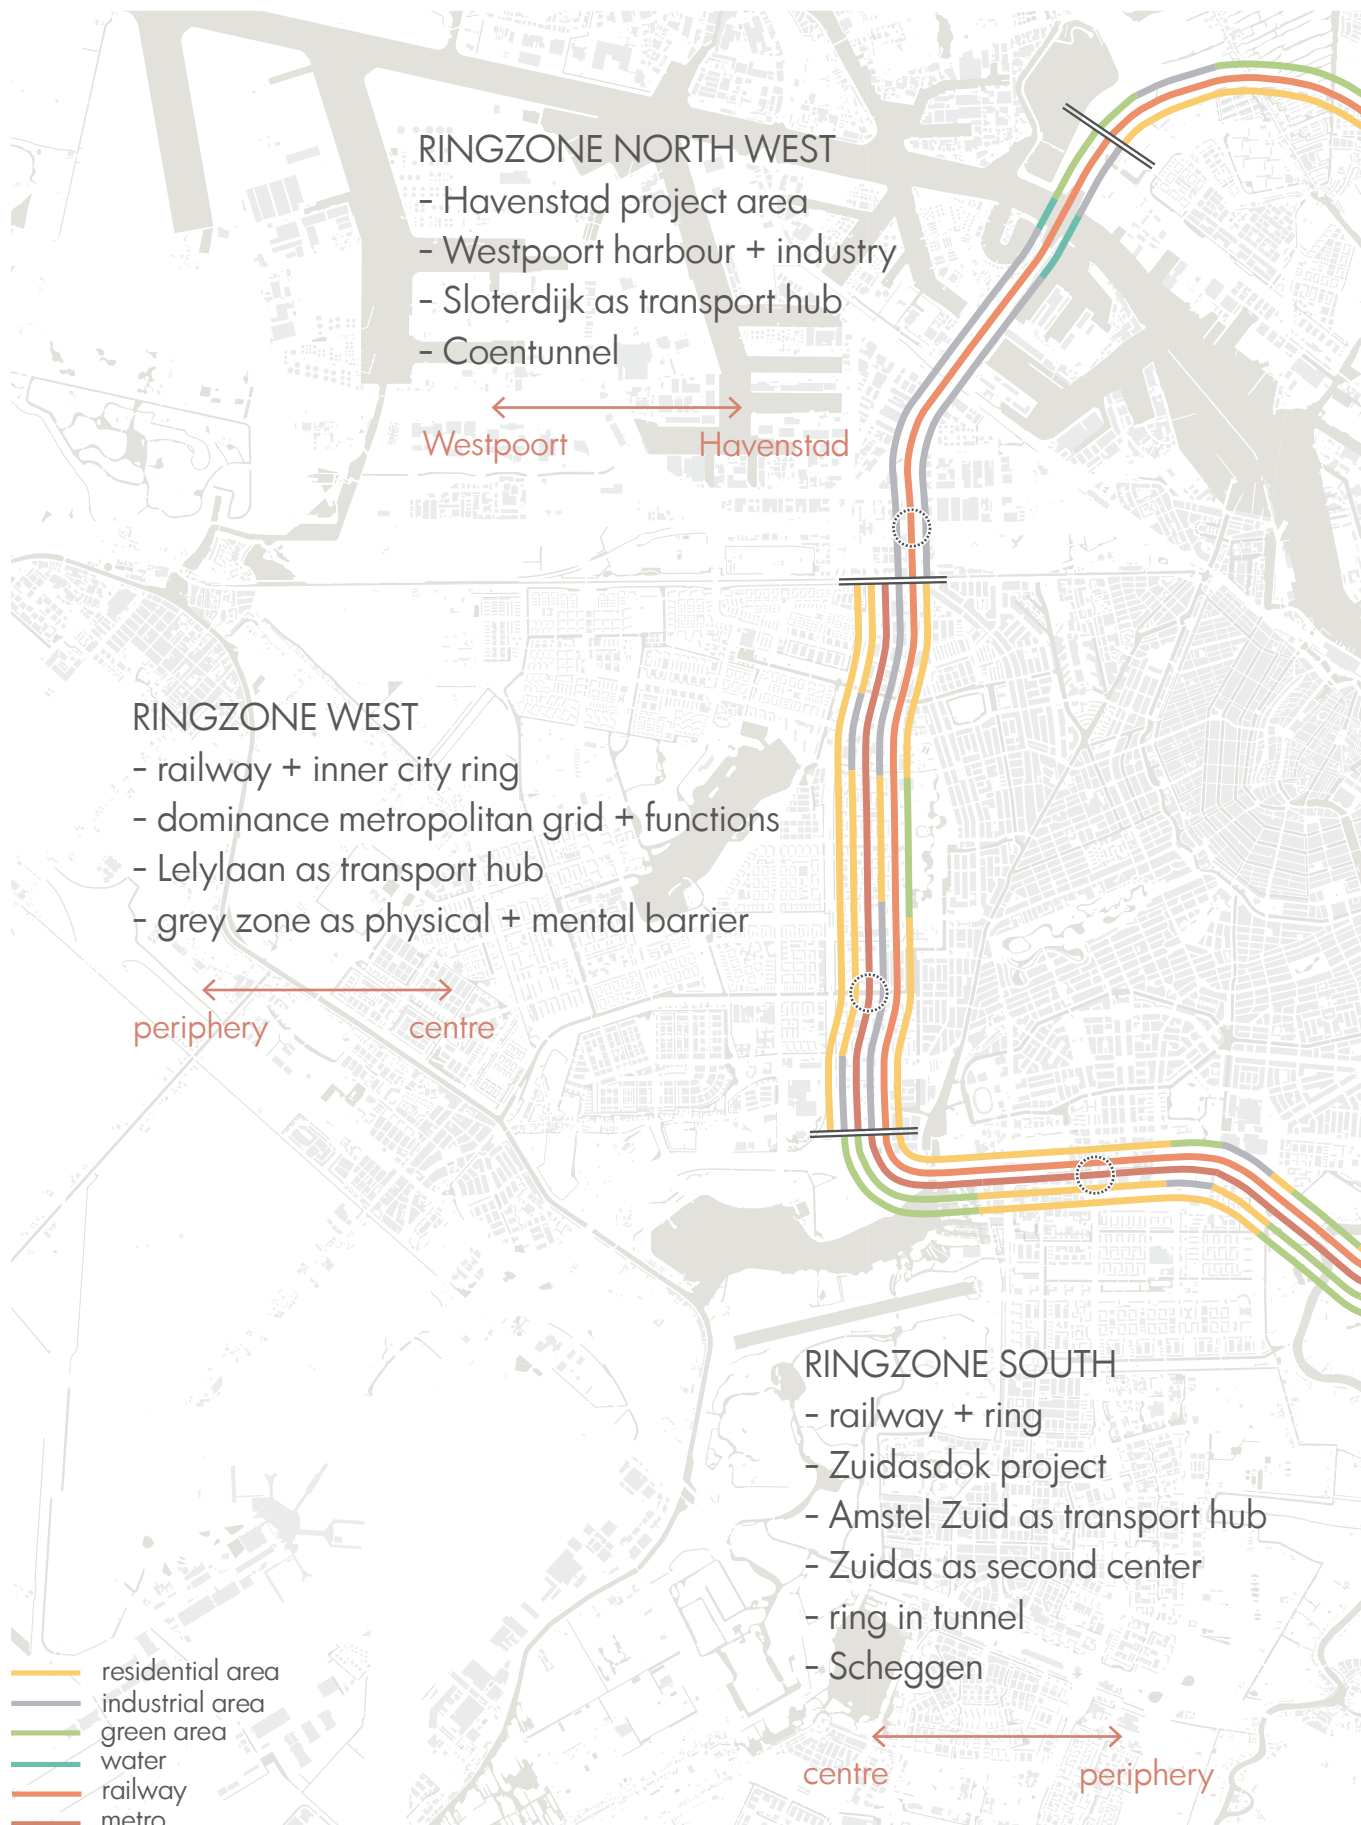 RINGZONE NORTH WEST
- Havenstad project area
- Westpoort harbour + industry
- Sloterdijk as transport hub
- Coentunnel
Westpoort Havenstad
RINGZONE WEST
- railway + inner city ring
- dominance metropolitan grid + functions
- Lelylaan as transport hub
- grey zone as physical + mental barrier
periphery centre
RINGZONE SOUTH
- railway + ring
- Zuidasdok project
- Amstel Zuid as transport hub
- Zuidas as second center
- ring in tunnel
- Scheggen
centre periphery
residential area
industrial area
green area
water
railway
metro